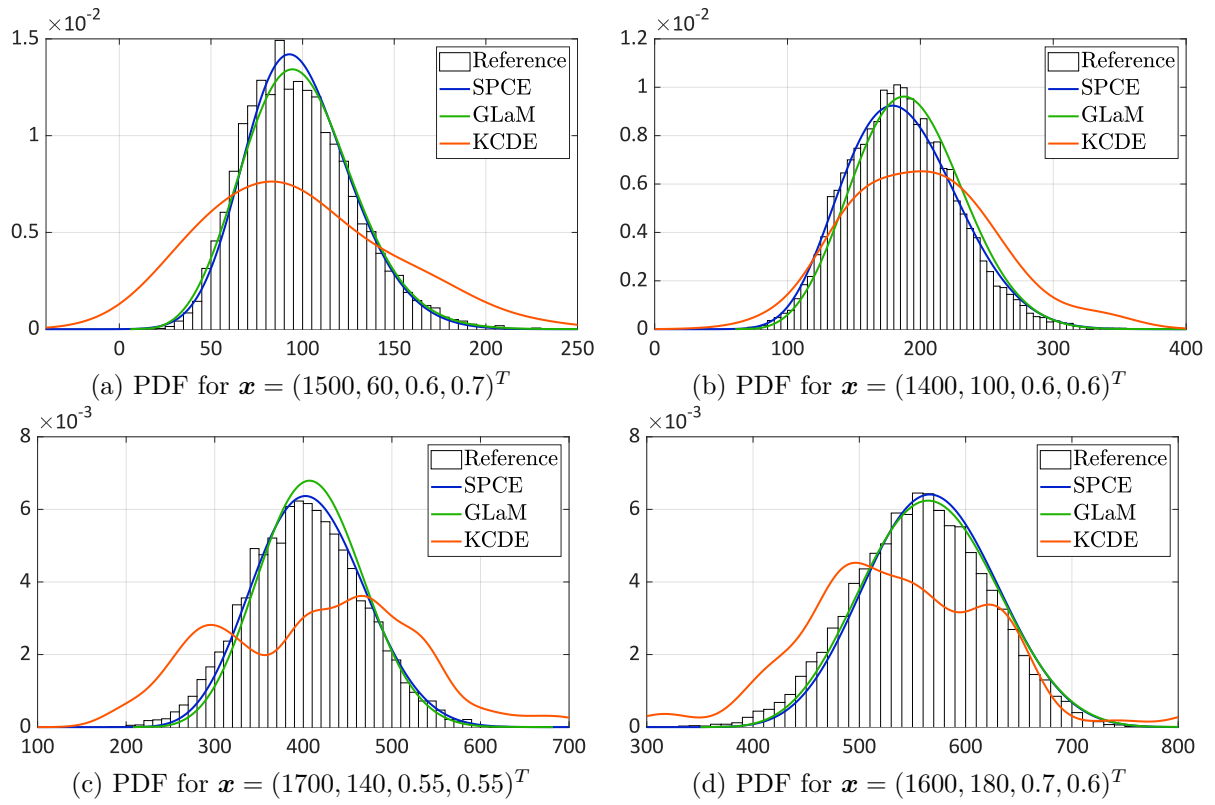 ×10⁻²
1.5
1
0.5
0
0 50 100 150 200 250
Reference
SPCE
GLaM
KCDE
(a) PDF for x = (1500, 60, 0.6, 0.7)ᵀ
×10⁻²
1.2
1
0.8
0.6
0.4
0.2
0
0 100 200 300 400
Reference
SPCE
GLaM
KCDE
(b) PDF for x = (1400, 100, 0.6, 0.6)ᵀ
×10⁻³
8
6
4
2
0
100 200 300 400 500 600 700
Reference
SPCE
GLaM
KCDE
(c) PDF for x = (1700, 140, 0.55, 0.55)ᵀ
×10⁻³
8
6
4
2
0
300 400 500 600 700 800
Reference
SPCE
GLaM
KCDE
(d) PDF for x = (1600, 180, 0.7, 0.6)ᵀ